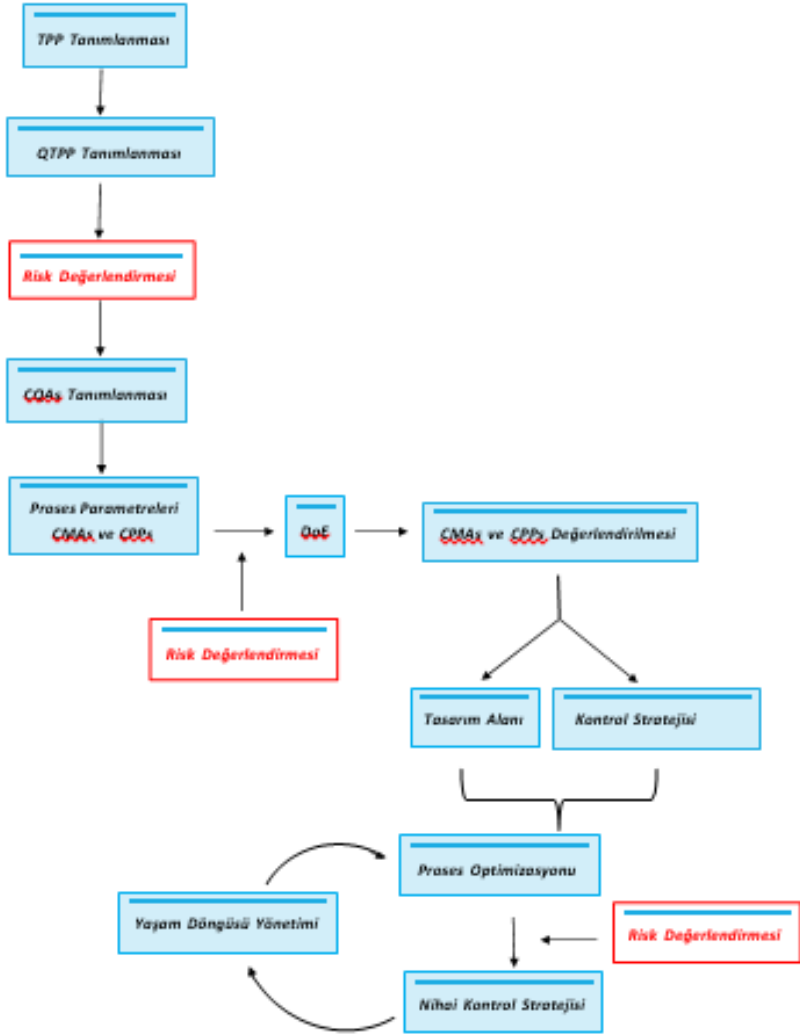 TPP Tanımlanması
QTPP Tanımlanması
Risk Değerlendirmesi
CQAs Tanımlanması
Proses Parametreleri
CMAs ve CPPs
DoE
CMAs ve CPPs Değerlendirilmesi
Risk Değerlendirmesi
Tasarım Alanı
Kontrol Stratejisi
Proses Optimizasyonu
Yaşam Döngüsü Yönetimi
Risk Değerlendirmesi
Nihai Kontrol Stratejisi